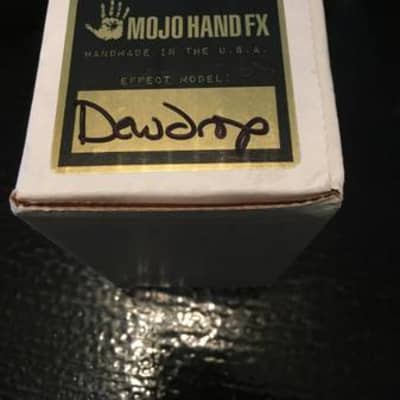 MOJO HAND FX
HANDMADE IN THE U.S.A.
EFFECT MODEL:
Dewdrop